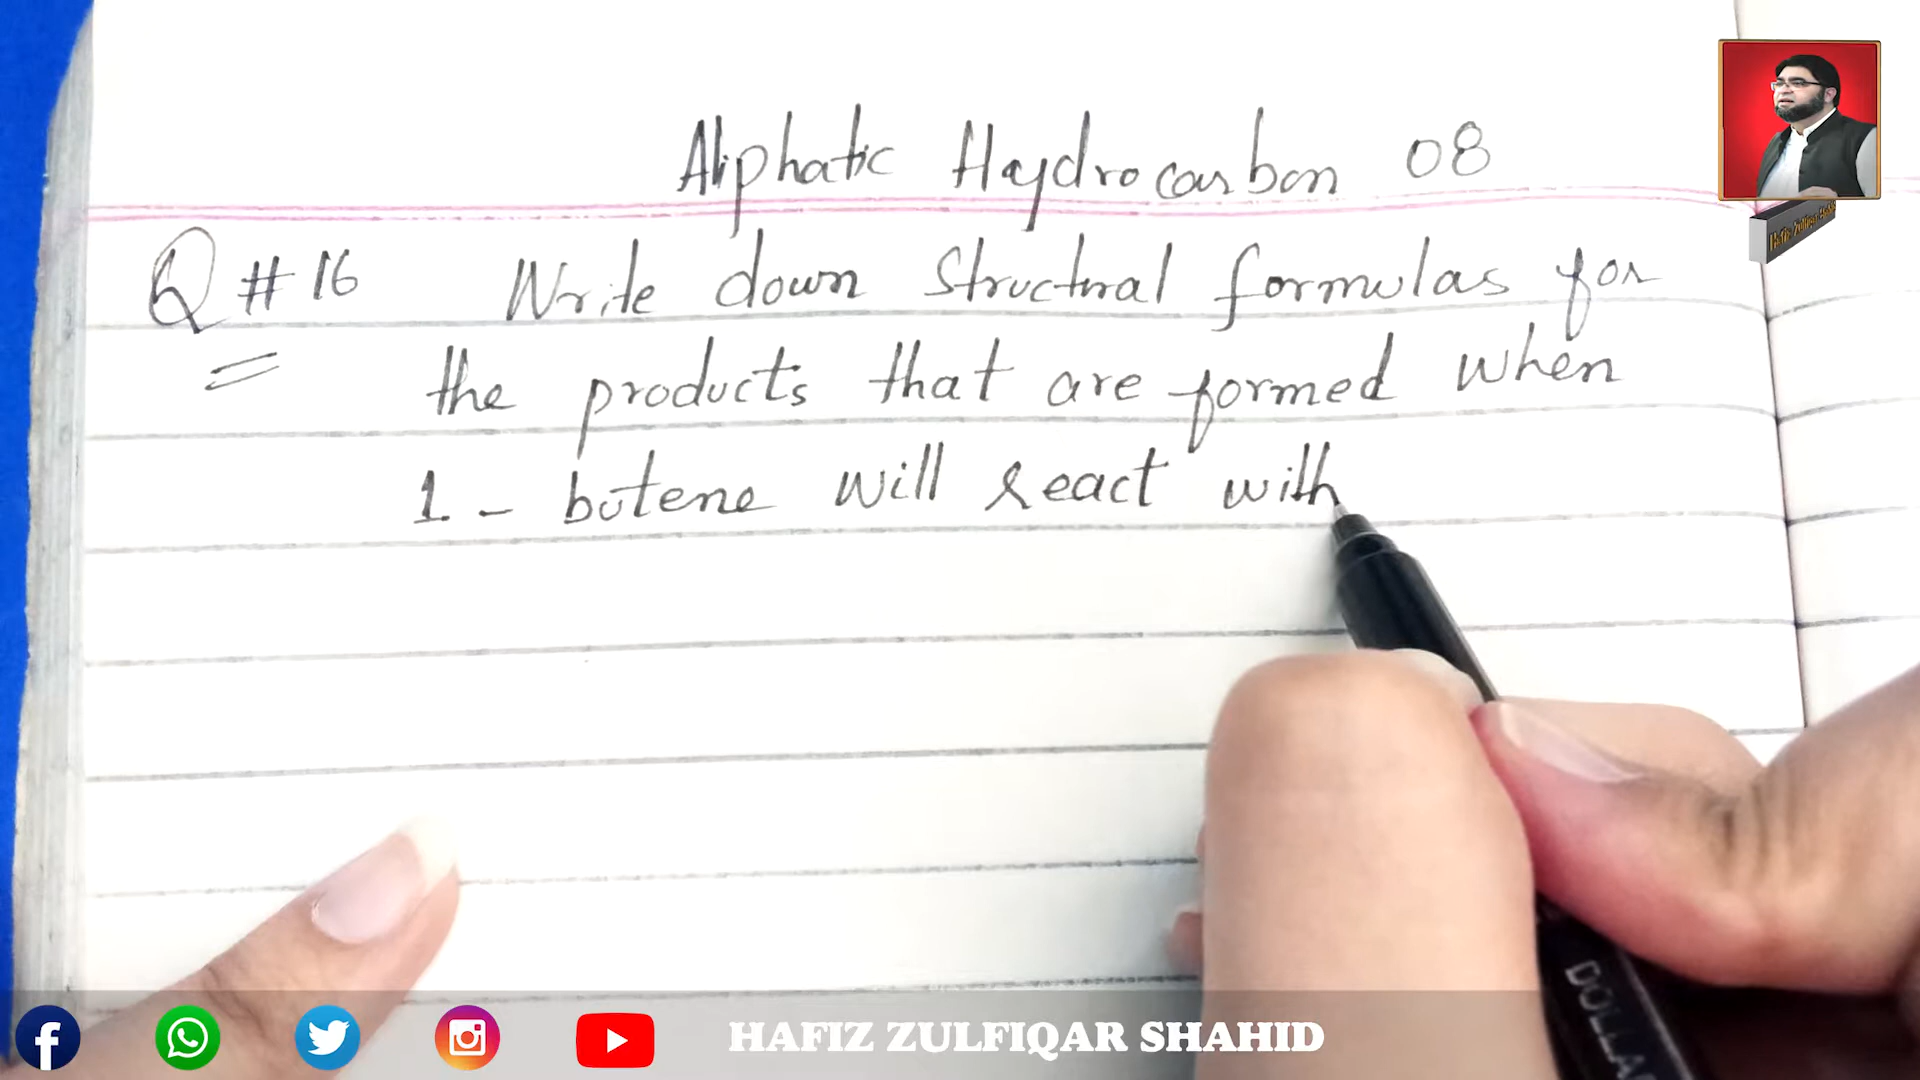 Aliphatic Hydrocarbon 08
Q # 16 Write down Structural formulas for
the products that are formed when
1 - butene will react with
HAFIZ ZULFIQAR SHAHID
DOLLA